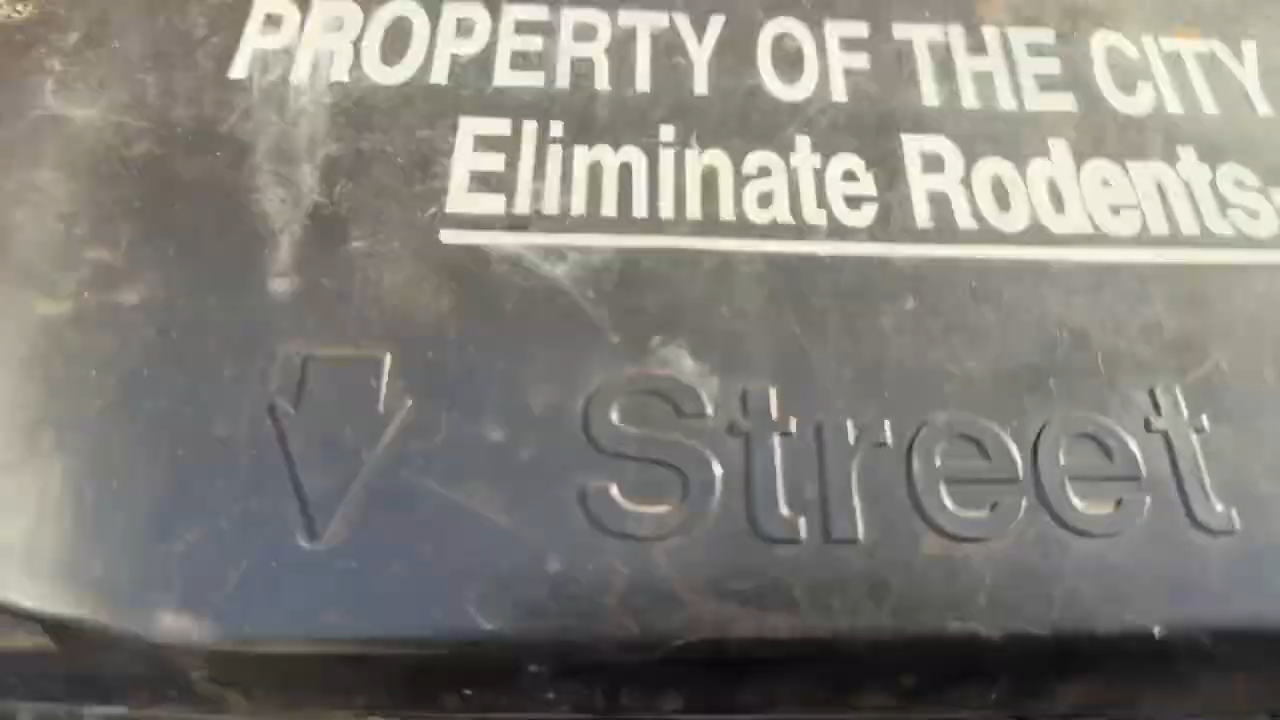 PROPERTY OF THE CITY
Eliminate Rodents-
Street